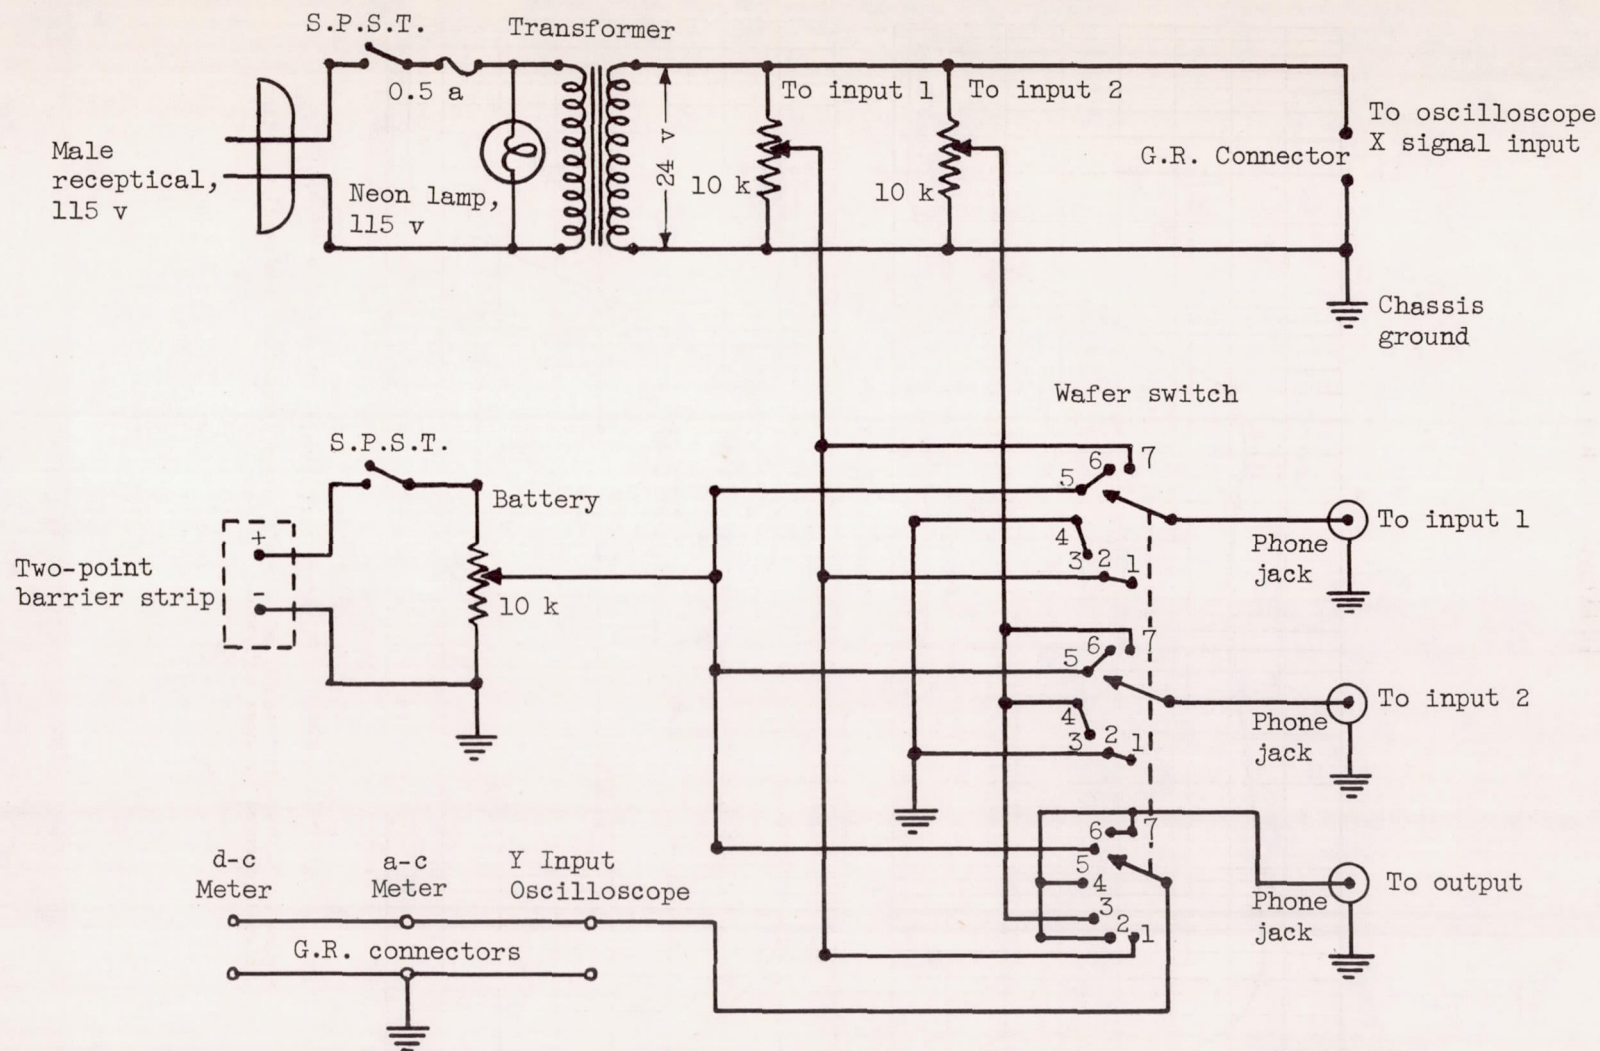 S.P.S.T.
Transformer
0.5 a
To input 1
To input 2
To oscilloscope
X signal input
G.R. Connector
Male
receptical,
115 v
Neon lamp,
115 v
24 v
10 k
10 k
Chassis
ground
Wafer switch
S.P.S.T.
Battery
+
-
Two-point
barrier strip
10 k
7
6
5
4
3
2
1
To input 1
Phone
jack
7
6
5
4
3
2
1
To input 2
Phone
jack
7
6
5
4
3
2
1
To output
Phone
jack
d-c
Meter
a-c
Meter
Y Input
Oscilloscope
G.R. connectors